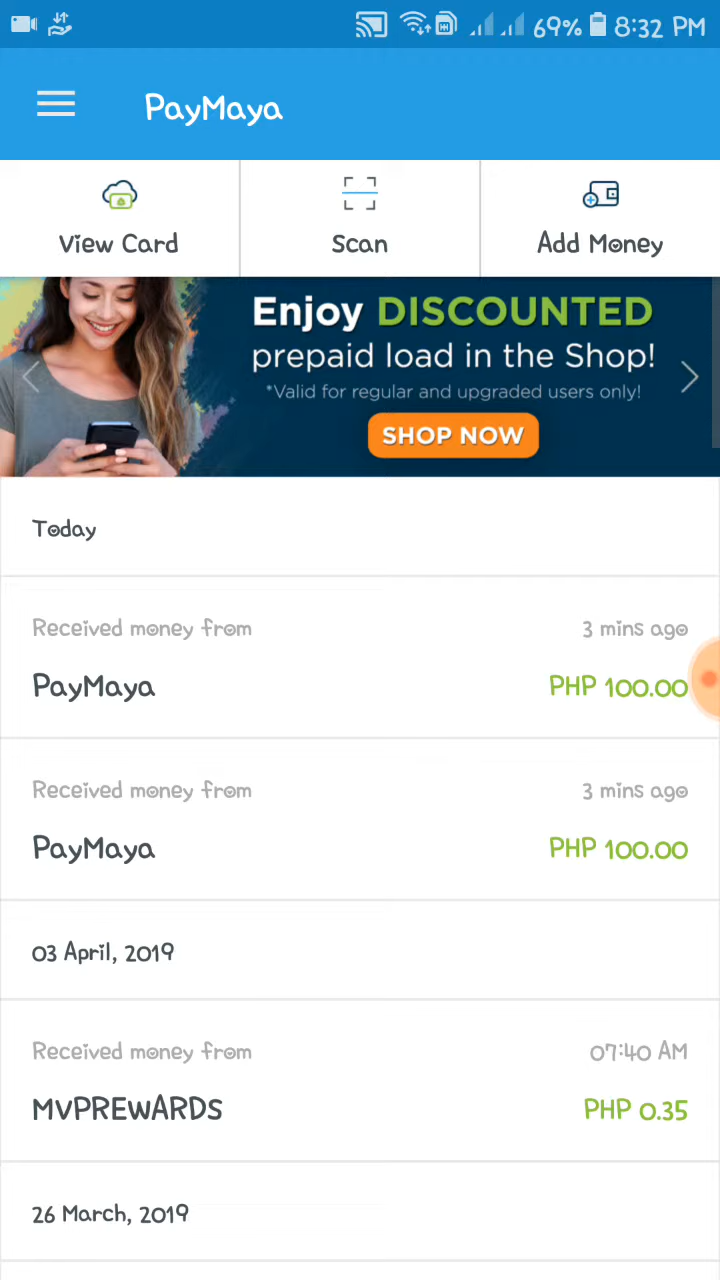 69% 8:32 PM
PayMaya
View Card
Scan
Add Money
Enjoy DISCOUNTED
prepaid load in the Shop!
*Valid for regular and upgraded users only!
SHOP NOW
Today
Received money from 3 mins ago
PayMaya PHP 100.00
Received money from 3 mins ago
PayMaya PHP 100.00
03 April, 2019
Received money from 07:40 AM
MVPREWARDS PHP 0.35
26 March, 2019